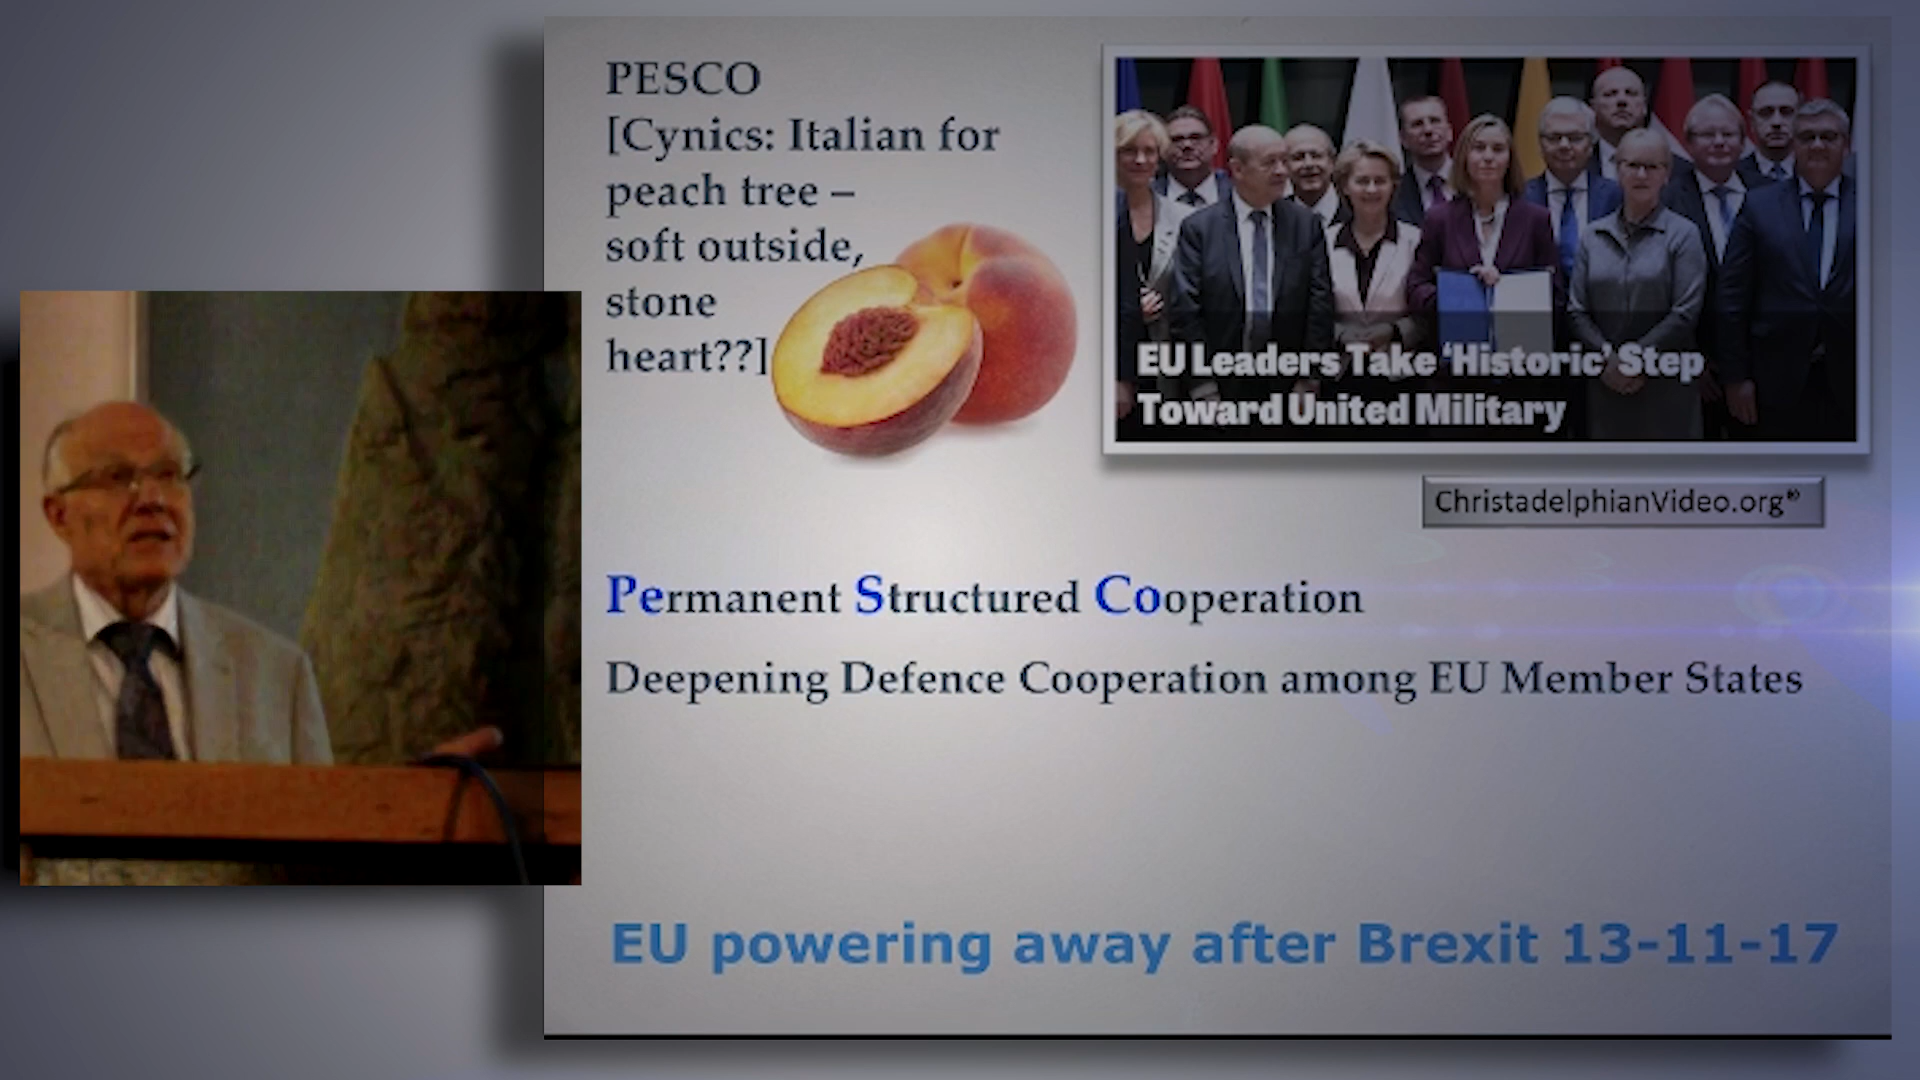 PESCO
[Cynics: Italian for
peach tree –
soft outside,
stone
heart??]
EU Leaders Take ‘Historic’ Step
Toward United Military
ChristadelphianVideo.org®
Permanent Structured Cooperation
Deepening Defence Cooperation among EU Member States
EU powering away after Brexit 13-11-17